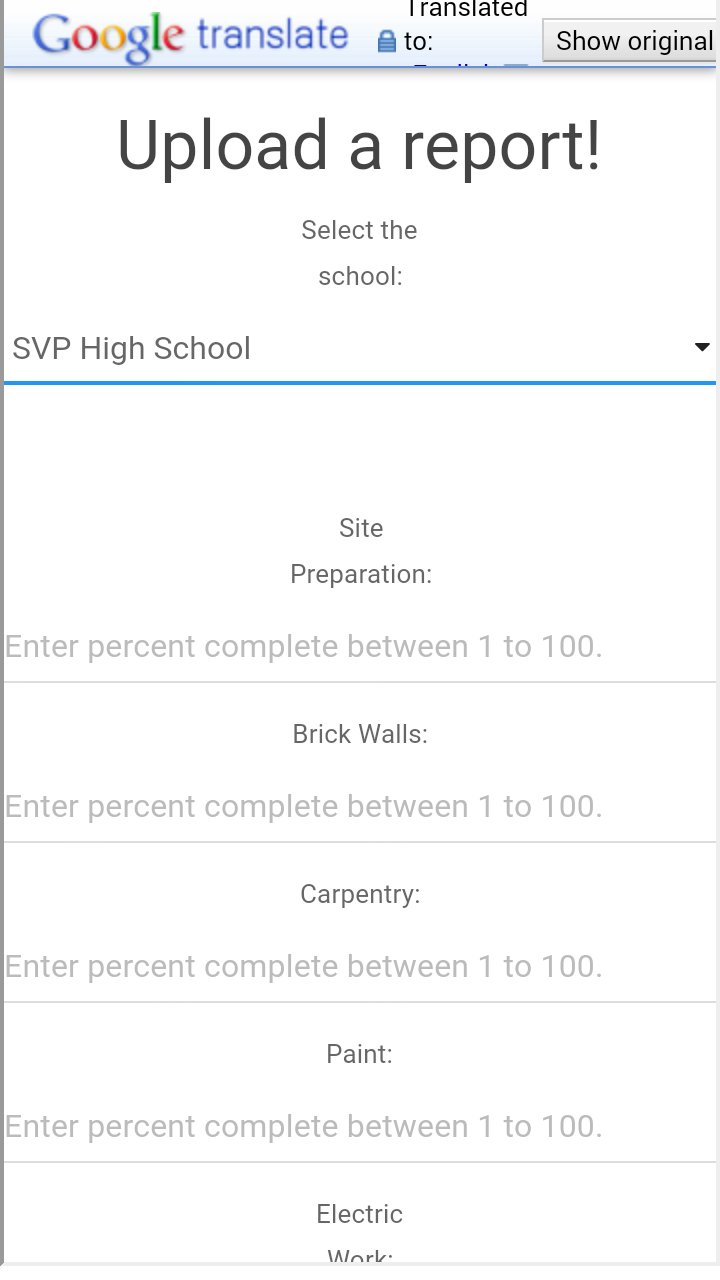 Google translate
Translated
to:
Show original
Upload a report!
Select the
school:
SVP High School
Site
Preparation:
Enter percent complete between 1 to 100.
Brick Walls:
Enter percent complete between 1 to 100.
Carpentry:
Enter percent complete between 1 to 100.
Paint:
Enter percent complete between 1 to 100.
Electric
Work: